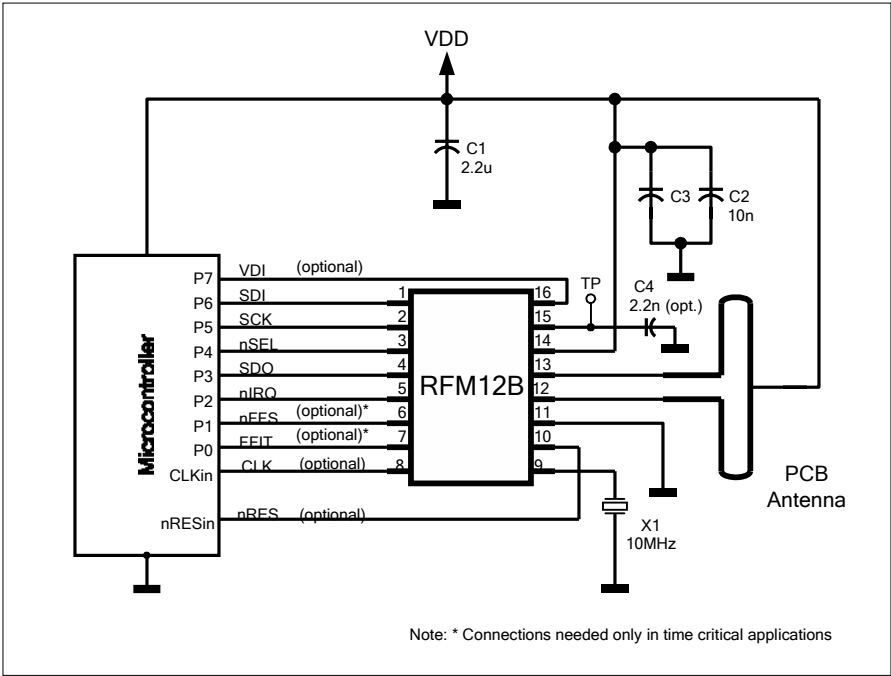 VDD
C1
2.2u
C3
C2
10n
Microcontroller
P7 VDI (optional)
P6 SDI
P5 SCK
P4 nSEL
P3 SDO
P2 nIRQ
P1 nFFS (optional)*
P0 FFIT (optional)*
CLKin CLK (optional)
nRESin nRES (optional)
1
2
3
4
5
6
7
8
RFM12B
16
15
14
13
12
11
10
9
TP
C4
2.2n (opt.)
X1
10MHz
PCB
Antenna
Note: * Connections needed only in time critical applications